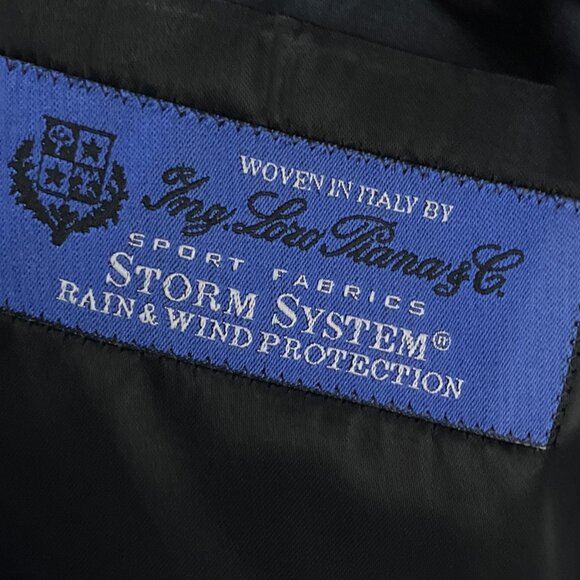 WOVEN IN ITALY BY
Ing. Loro Piana & C.
SPORT FABRICS
STORM SYSTEM®
RAIN & WIND PROTECTION